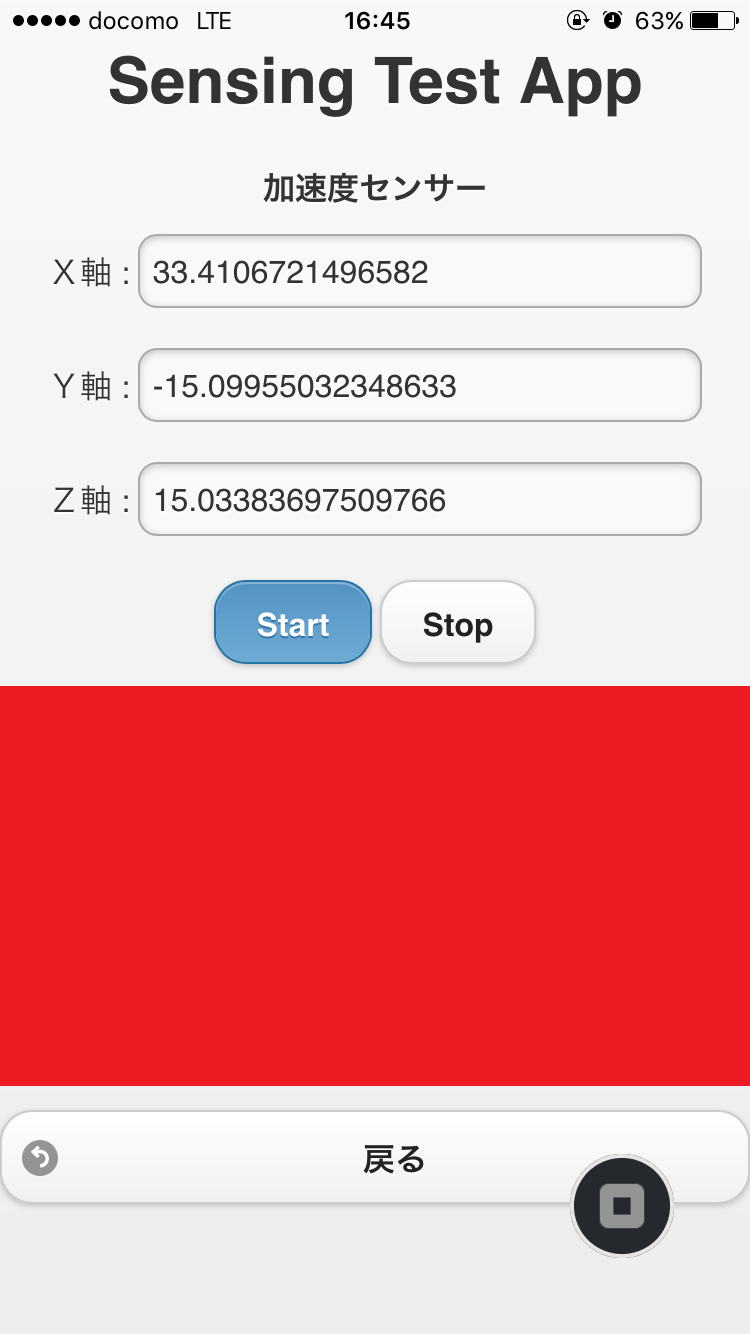 ●●●●● docomo LTE 16:45 63%
Sensing Test App
加速度センサー
X軸 : 33.4106721496582
Y軸 : -15.09955032348633
Z軸 : 15.03383697509766
Start Stop
戻る